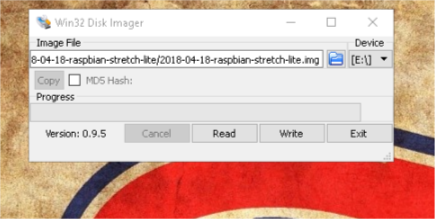 Win32 Disk Imager
Image File
Device
8-04-18-raspbian-stretch-lite/2018-04-18-raspbian-stretch-lite.img
[E:\]
Copy
MD5 Hash:
Progress
Version: 0.9.5
Cancel
Read
Write
Exit